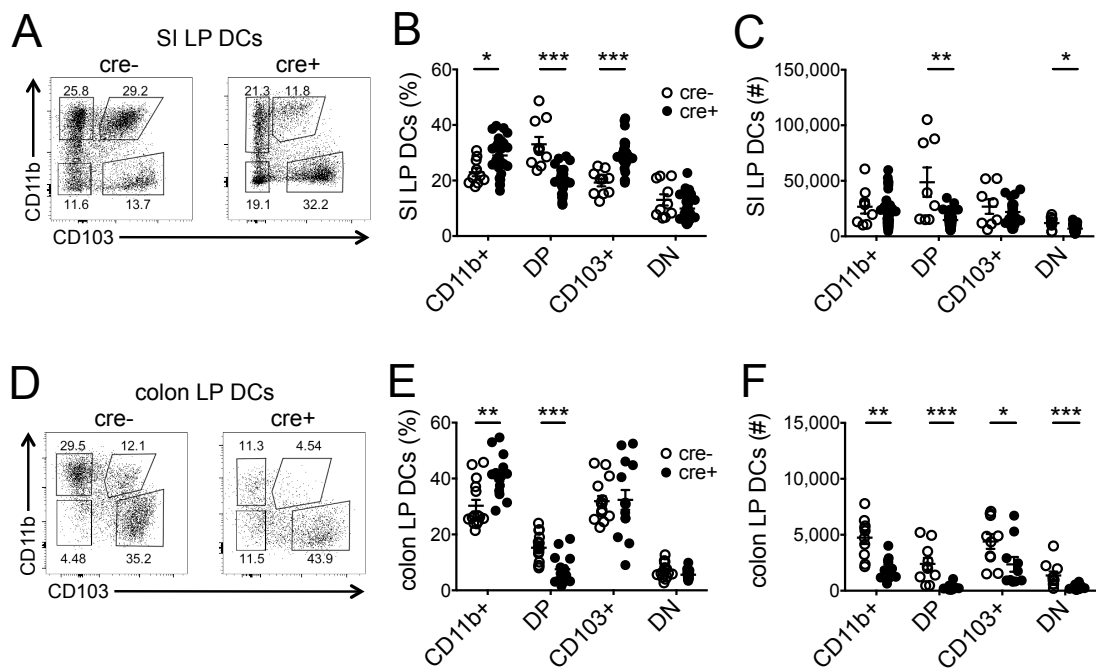 A
SI LP DCs
cre-
cre+
25.8
29.2
11.6
13.7
21.3
11.8
19.1
32.2
CD11b
CD103
B
SI LP DCs (%)
60
40
20
0
*
***
***
cre-
cre+
CD11b+
DP
CD103+
DN
C
SI LP DCs (#)
150,000
100,000
50,000
0
**
*
CD11b+
DP
CD103+
DN
D
colon LP DCs
cre-
cre+
29.5
12.1
4.48
35.2
11.3
4.54
11.5
43.9
CD11b
CD103
E
colon LP DCs (%)
60
40
20
0
**
***
cre-
cre+
CD11b+
DP
CD103+
DN
F
colon LP DCs (#)
15,000
10,000
5,000
0
**
***
*
***
CD11b+
DP
CD103+
DN